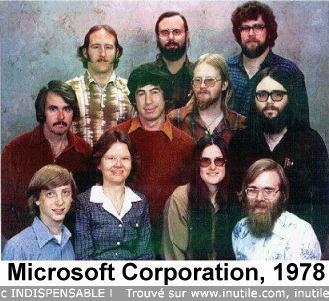 Microsoft Corporation, 1978
c INDISPENSABLE ! Trouvé sur www.inutile.com, inutile